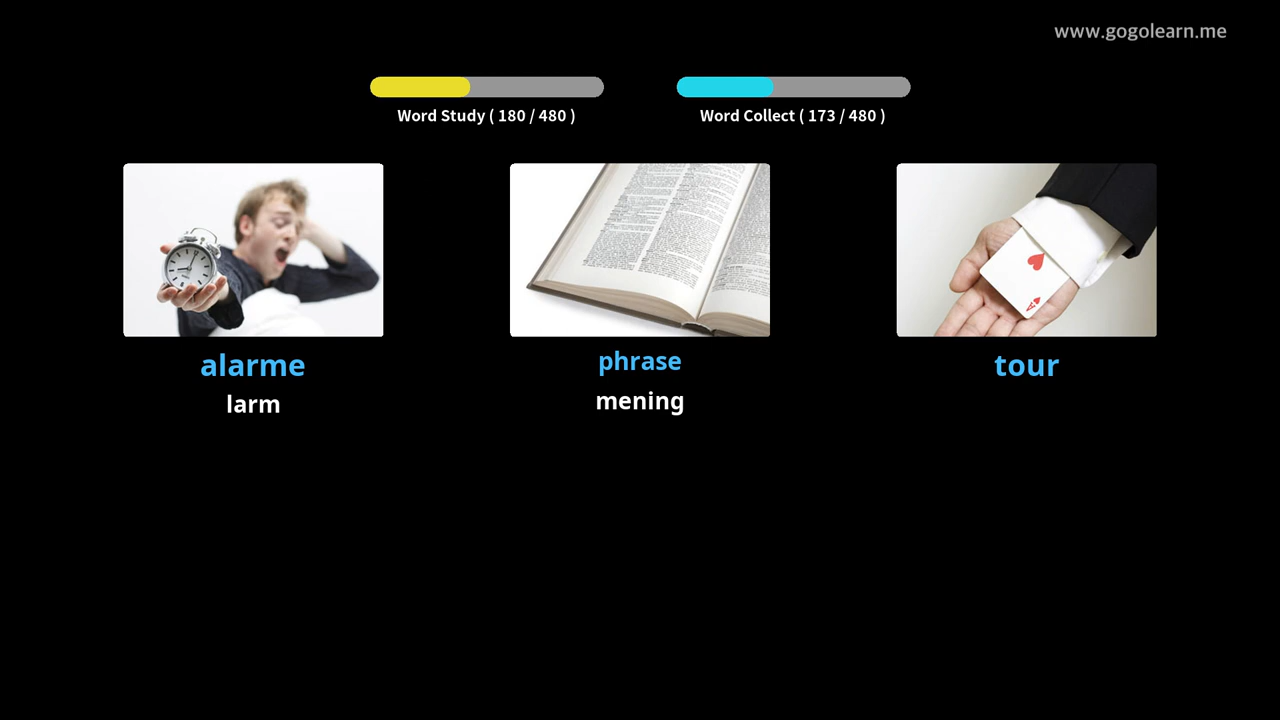 www.gogolearn.me
Word Study ( 180 / 480 )
Word Collect ( 173 / 480 )
alarme
larm
phrase
mening
tour